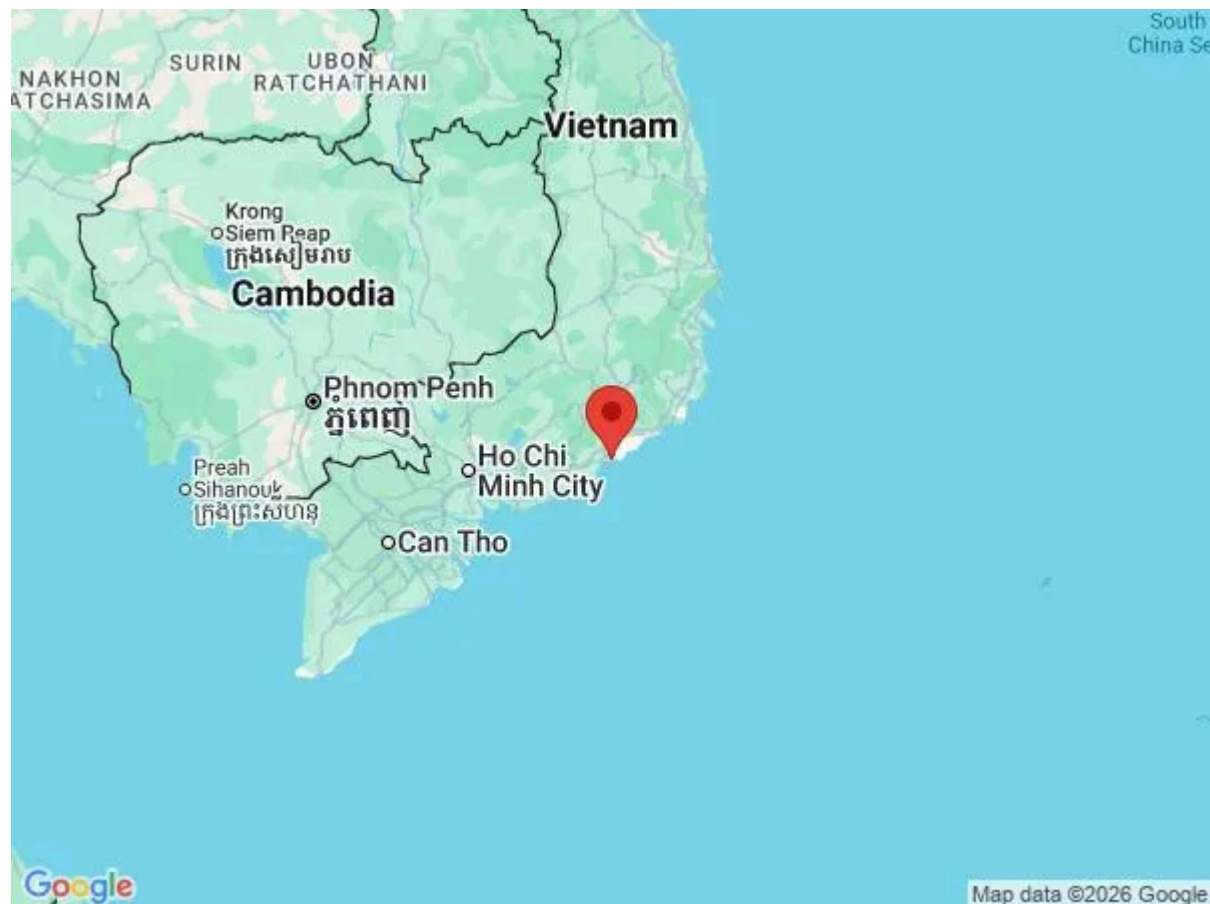 South
China Se
SURIN
UBON
RATCHATHANI
NAKHON
ATCHASIMA
Vietnam
Krong
Siem Reap
ក្រុងសៀមរាប
Cambodia
Phnom Penh
ភ្នំពេញ
Ho Chi
Minh City
Preah
Sihanouk
ក្រុងព្រះសីហនុ
Can Tho
Google
Map data ©2026 Google